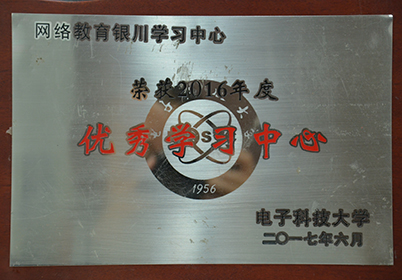 网络教育银川学习中心
荣获2016年度
优秀学习中心
1956
电子科技大学
二〇一七年六月